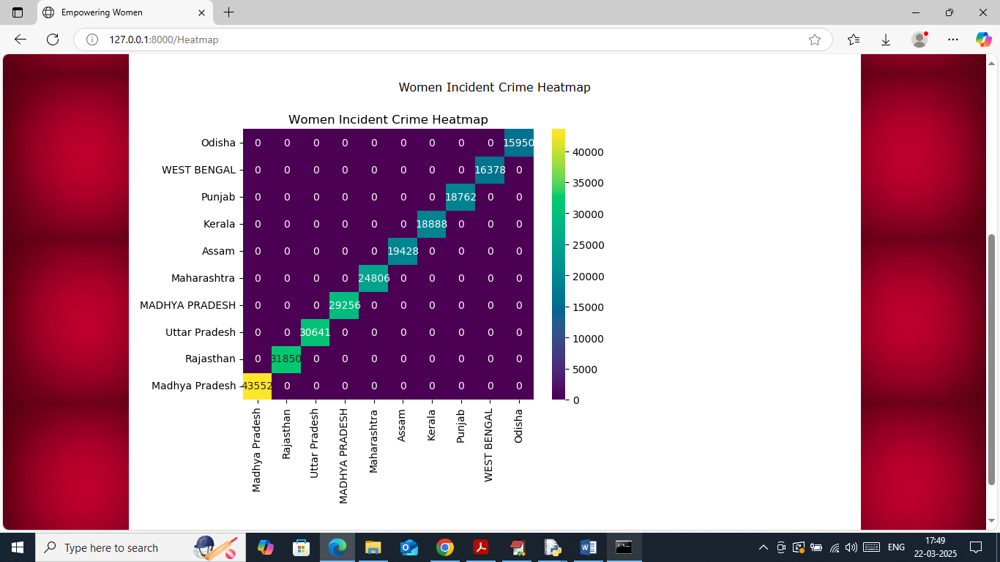 Empowering Women
127.0.0.1:8000/Heatmap
Women Incident Crime Heatmap
Women Incident Crime Heatmap
Odisha 0 0 0 0 0 0 0 0 0 15950
WEST BENGAL 0 0 0 0 0 0 0 0 16378 0
Punjab 0 0 0 0 0 0 0 18762 0 0
Kerala 0 0 0 0 0 0 18888 0 0 0
Assam 0 0 0 0 0 19428 0 0 0 0
Maharashtra 0 0 0 0 24806 0 0 0 0 0
MADHYA PRADESH 0 0 0 29256 0 0 0 0 0 0
Uttar Pradesh 0 0 30641 0 0 0 0 0 0 0
Rajasthan 0 31850 0 0 0 0 0 0 0 0
Madhya Pradesh 43552 0 0 0 0 0 0 0 0 0
40000
35000
30000
25000
20000
15000
10000
5000
0
Madhya Pradesh
Rajasthan
Uttar Pradesh
MADHYA PRADESH
Maharashtra
Assam
Kerala
Punjab
WEST BENGAL
Odisha
Type here to search
ENG
17:49
22-03-2025